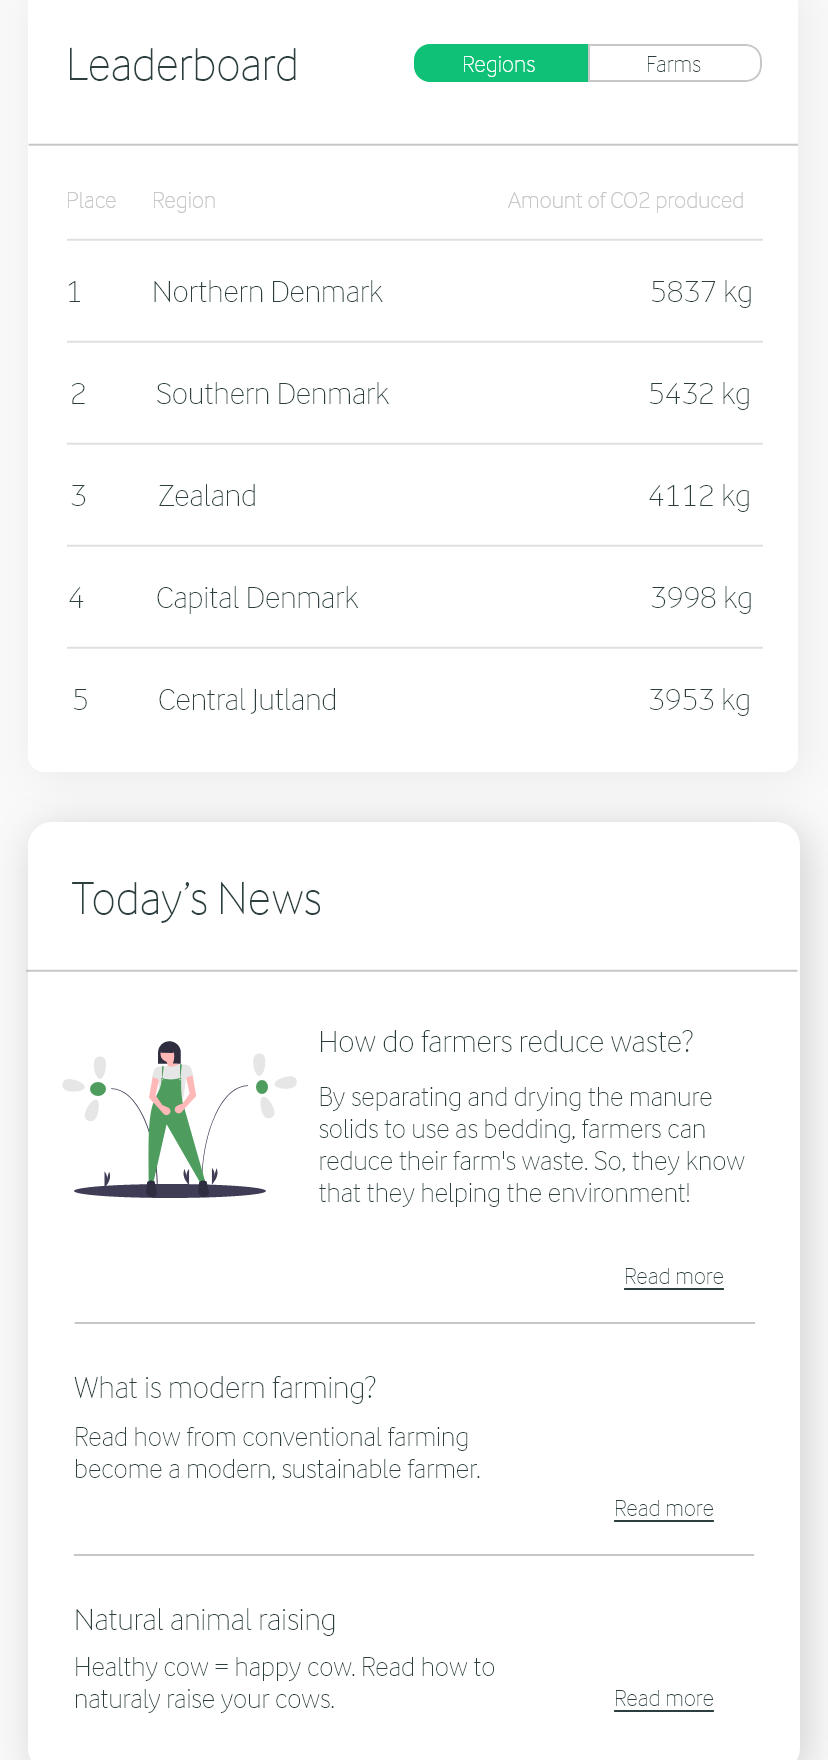 Leaderboard
Regions
Farms
Place Region Amount of CO2 produced
1 Northern Denmark 5837 kg
2 Southern Denmark 5432 kg
3 Zealand 4112 kg
4 Capital Denmark 3998 kg
5 Central Jutland 3953 kg
Today’s News
How do farmers reduce waste?
By separating and drying the manure
solids to use as bedding, farmers can
reduce their farm's waste. So, they know
that they helping the environment!
Read more
What is modern farming?
Read how from conventional farming
become a modern, sustainable farmer.
Read more
Natural animal raising
Healthy cow = happy cow. Read how to
naturaly raise your cows.
Read more